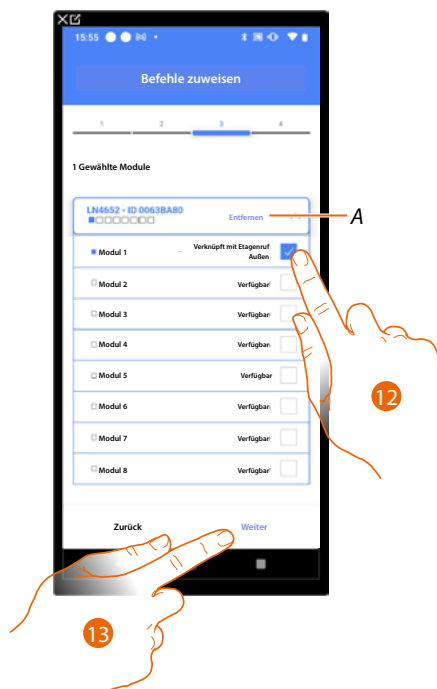 15:55
Befehle zuweisen
1 2 3 4
1 Gewählte Module
LN4652 - ID 0063BA80
Entfernen
A
Modul 1 Verknüpft mit Etagenruf
Außen
Modul 2 Verfügbar
Modul 3 Verfügbar
Modul 4 Verfügbar
Modul 5 Verfügbar
Modul 6 Verfügbar
Modul 7 Verfügbar
Modul 8 Verfügbar
12
Zurück Weiter
13